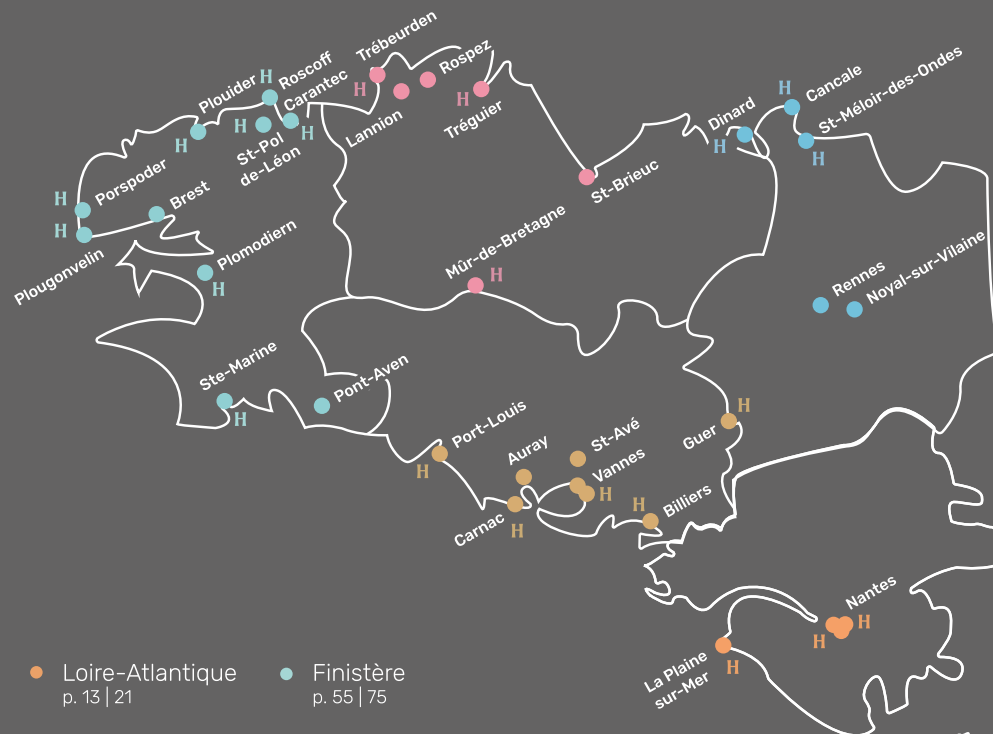 Trébeurden
Rospez
H
Roscoff
Plouider
Carantec
H
H
H
St-Pol
de-Léon
H
H
Lannion
H
Tréguier
Dinard
H
H
Cancale
St-Méloir-des-Ondes
H
St-Brieuc
H
Porspoder
Brest
H
Plougonvelin
Plomodiern
H
Mûr-de-Bretagne
H
Rennes
Noyal-sur-Vilaine
Ste-Marine
H
Pont-Aven
Port-Louis
H
Auray
St-Avé
Vannes
H
Guer
H
Carnac
H
H
Billiers
Nantes
H
H
La Plaine
sur-Mer
H
Loire-Atlantique
p. 13 | 21
Finistère
p. 55 | 75